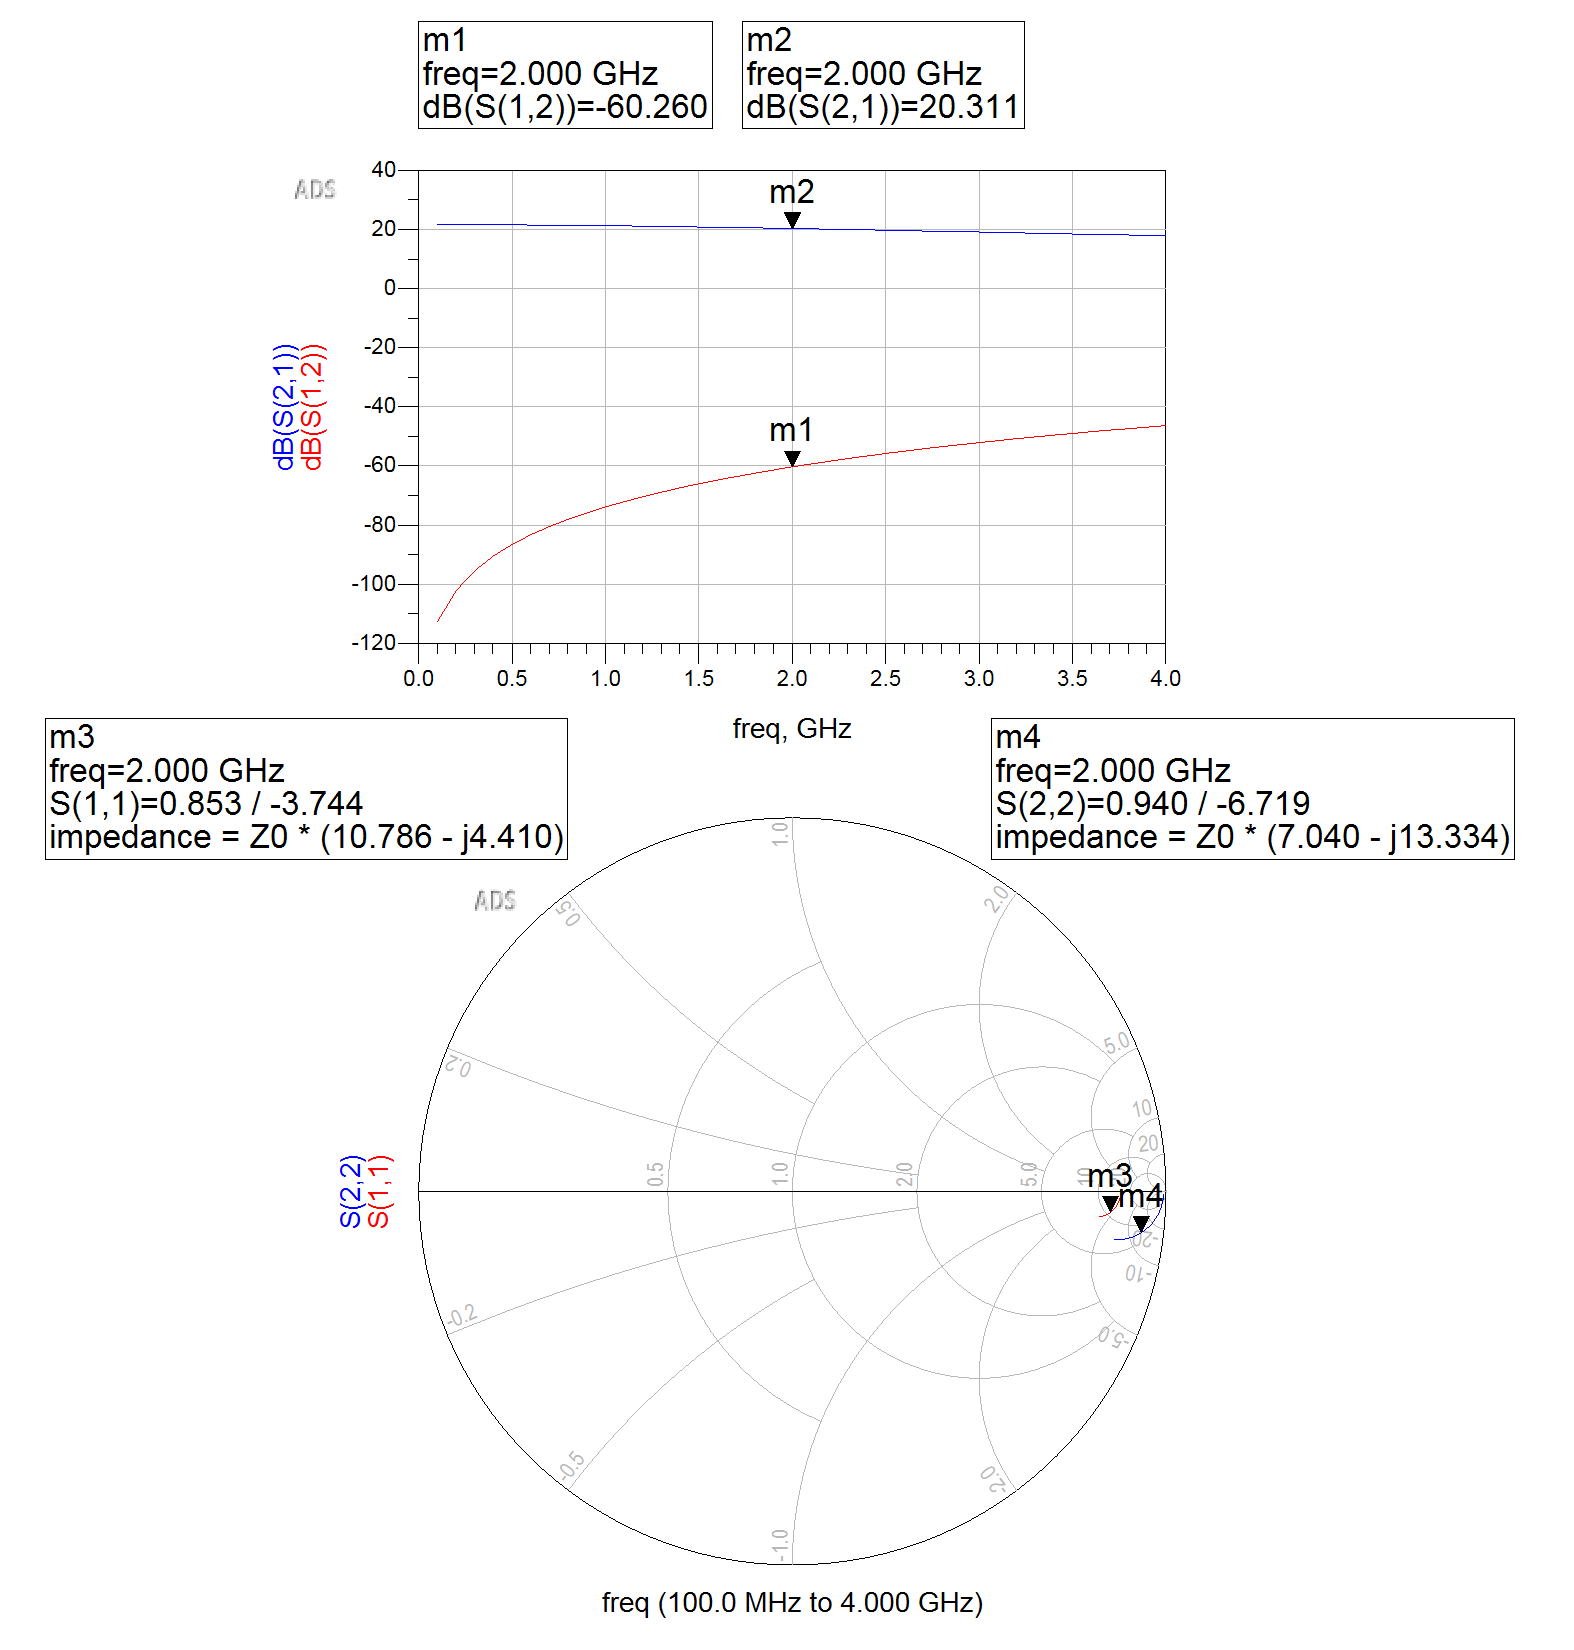 m1
freq=2.000 GHz
dB(S(1,2))=-60.260
m2
freq=2.000 GHz
dB(S(2,1))=20.311
ADS
40
20
0
-20
-40
-60
-80
-100
-120
m2
m1
dB(S(2,1))
dB(S(1,2))
0.0 0.5 1.0 1.5 2.0 2.5 3.0 3.5 4.0
freq, GHz
m3
freq=2.000 GHz
S(1,1)=0.853 / -3.744
impedance = Z0 * (10.786 - j4.410)
m4
freq=2.000 GHz
S(2,2)=0.940 / -6.719
impedance = Z0 * (7.040 - j13.334)
ADS
1.0
0.5
2.0
0.2
5.0
10
20
0.5
1.0
2.0
5.0
10
m3
m4
S(2,2)
S(1,1)
-20
-10
-5.0
-0.2
-0.5
-2.0
-1.0
freq (100.0 MHz to 4.000 GHz)